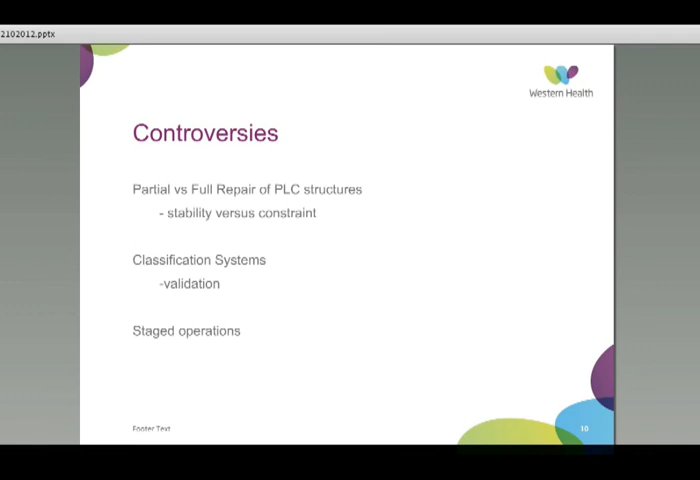 2102012.pptx
Western Health
Controversies
Partial vs Full Repair of PLC structures
- stability versus constraint
Classification Systems
-validation
Staged operations
Footer Text
10